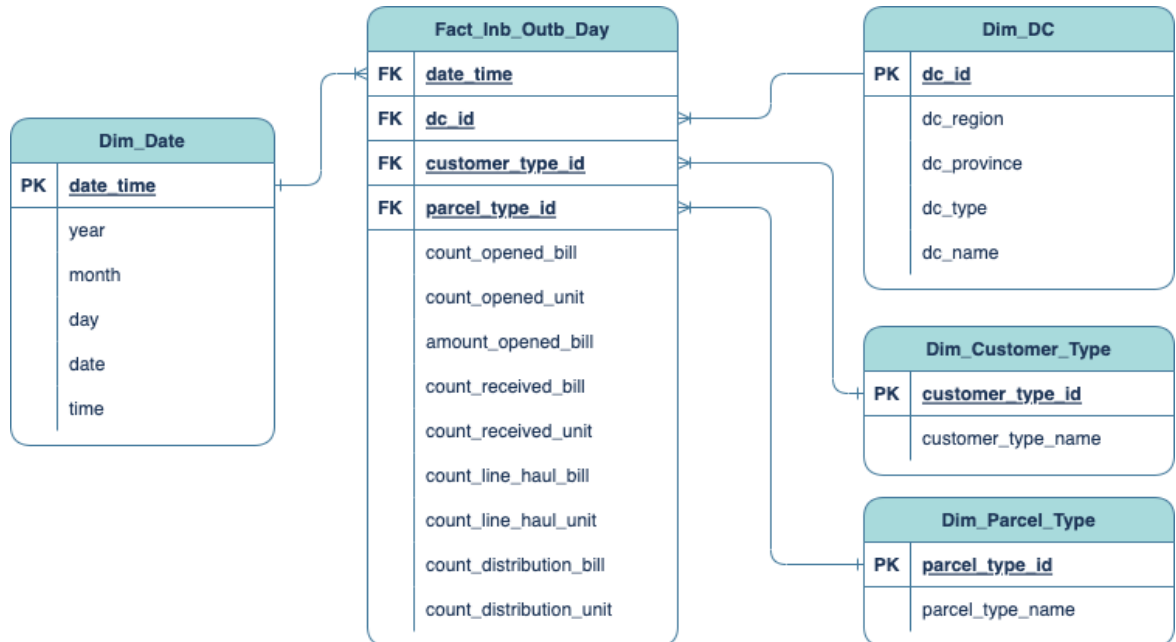 Dim_Date
PK date_time
year
month
day
date
time
Fact_Inb_Outb_Day
FK date_time
FK dc_id
FK customer_type_id
FK parcel_type_id
count_opened_bill
count_opened_unit
amount_opened_bill
count_received_bill
count_received_unit
count_line_haul_bill
count_line_haul_unit
count_distribution_bill
count_distribution_unit
Dim_DC
PK dc_id
dc_region
dc_province
dc_type
dc_name
Dim_Customer_Type
PK customer_type_id
customer_type_name
Dim_Parcel_Type
PK parcel_type_id
parcel_type_name